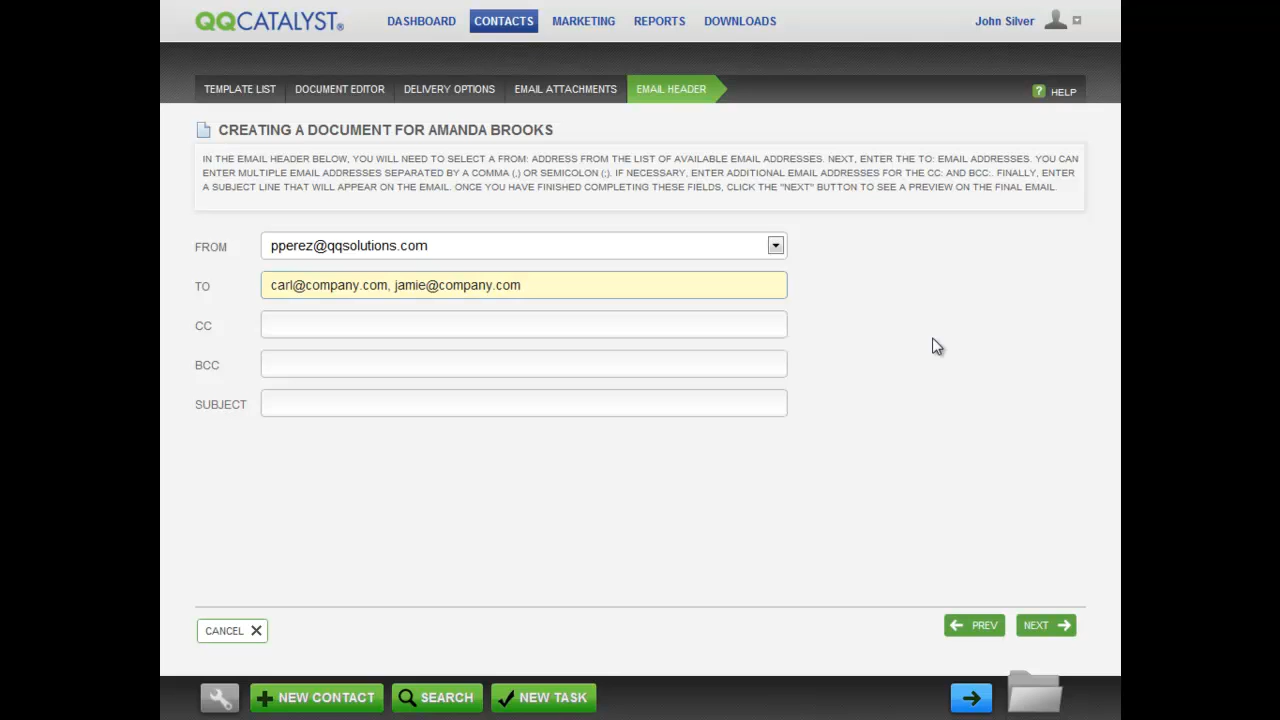 QQCATALYST® DASHBOARD CONTACTS MARKETING REPORTS DOWNLOADS John Silver
TEMPLATE LIST DOCUMENT EDITOR DELIVERY OPTIONS EMAIL ATTACHMENTS EMAIL HEADER ? HELP
CREATING A DOCUMENT FOR AMANDA BROOKS
IN THE EMAIL HEADER BELOW, YOU WILL NEED TO SELECT A FROM: ADDRESS FROM THE LIST OF AVAILABLE EMAIL ADDRESSES. NEXT, ENTER THE TO: EMAIL ADDRESSES. YOU CAN
ENTER MULTIPLE EMAIL ADDRESSES SEPARATED BY A COMMA (,) OR SEMICOLON (;). IF NECESSARY, ENTER ADDITIONAL EMAIL ADDRESSES FOR THE CC: AND BCC:. FINALLY, ENTER
A SUBJECT LINE THAT WILL APPEAR ON THE EMAIL. ONCE YOU HAVE FINISHED COMPLETING THESE FIELDS, CLICK THE "NEXT" BUTTON TO SEE A PREVIEW ON THE FINAL EMAIL.
FROM pperez@qqsolutions.com
TO carl@company.com, jamie@company.com
CC
BCC
SUBJECT
CANCEL PREV NEXT
NEW CONTACT SEARCH NEW TASK